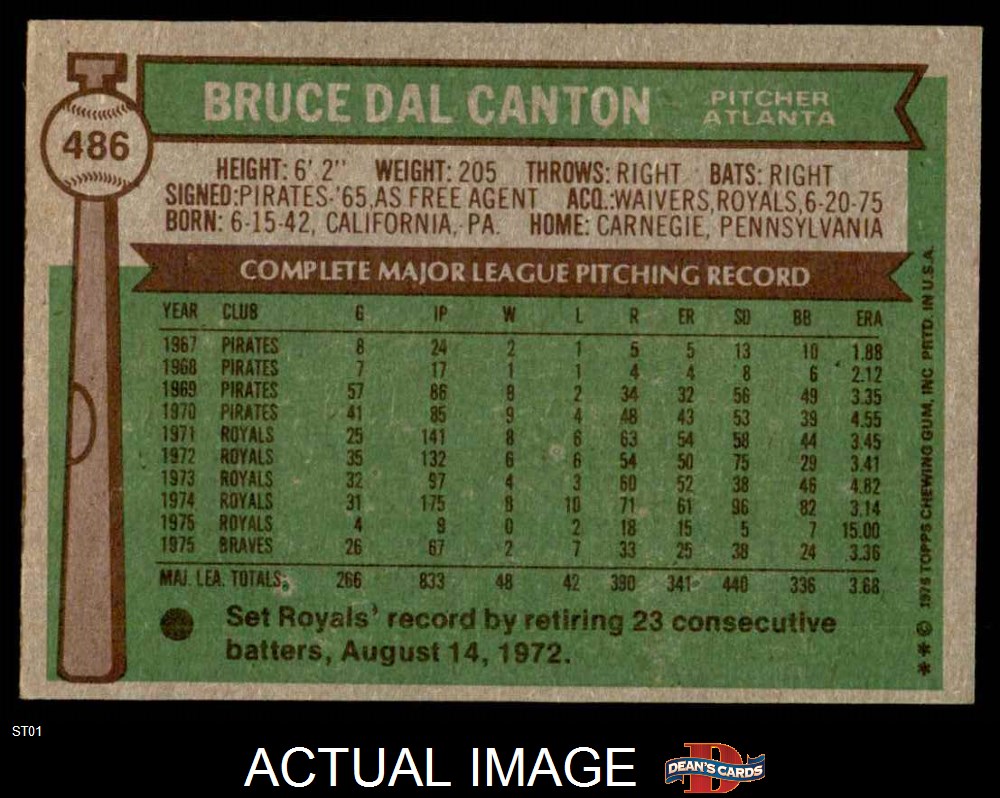 BRUCE DAL CANTON PITCHER
ATLANTA
486
HEIGHT: 6' 2" WEIGHT: 205 THROWS: RIGHT BATS: RIGHT
SIGNED: PIRATES-'65, AS FREE AGENT ACQ.: WAIVERS, ROYALS, 6-20-75
BORN: 6-15-42, CALIFORNIA, PA. HOME: CARNEGIE, PENNSYLVANIA
COMPLETE MAJOR LEAGUE PITCHING RECORD
YEAR CLUB G IP W L R ER SO BB ERA
1967 PIRATES 8 24 2 1 5 5 13 10 1.88
1968 PIRATES 7 17 1 1 4 4 8 6 2.12
1969 PIRATES 57 86 8 2 34 32 56 49 3.35
1970 PIRATES 41 85 9 4 48 43 53 39 4.55
1971 ROYALS 25 141 8 6 63 54 58 44 3.45
1972 ROYALS 35 132 6 6 54 50 75 29 3.41
1973 ROYALS 32 97 4 3 60 52 38 46 4.82
1974 ROYALS 31 175 8 10 71 61 96 82 3.14
1975 ROYALS 4 9 0 2 18 15 5 7 15.00
1975 BRAVES 26 67 2 7 33 25 38 24 3.36
MAJ. LEA. TOTALS 266 833 48 42 390 341 440 336 3.68
Set Royals' record by retiring 23 consecutive
batters, August 14, 1972.
** © 1976 TOPPS CHEWING GUM, INC PRTD. IN U.S.A.
ST01
ACTUAL IMAGE
D
DEAN'S CARDS